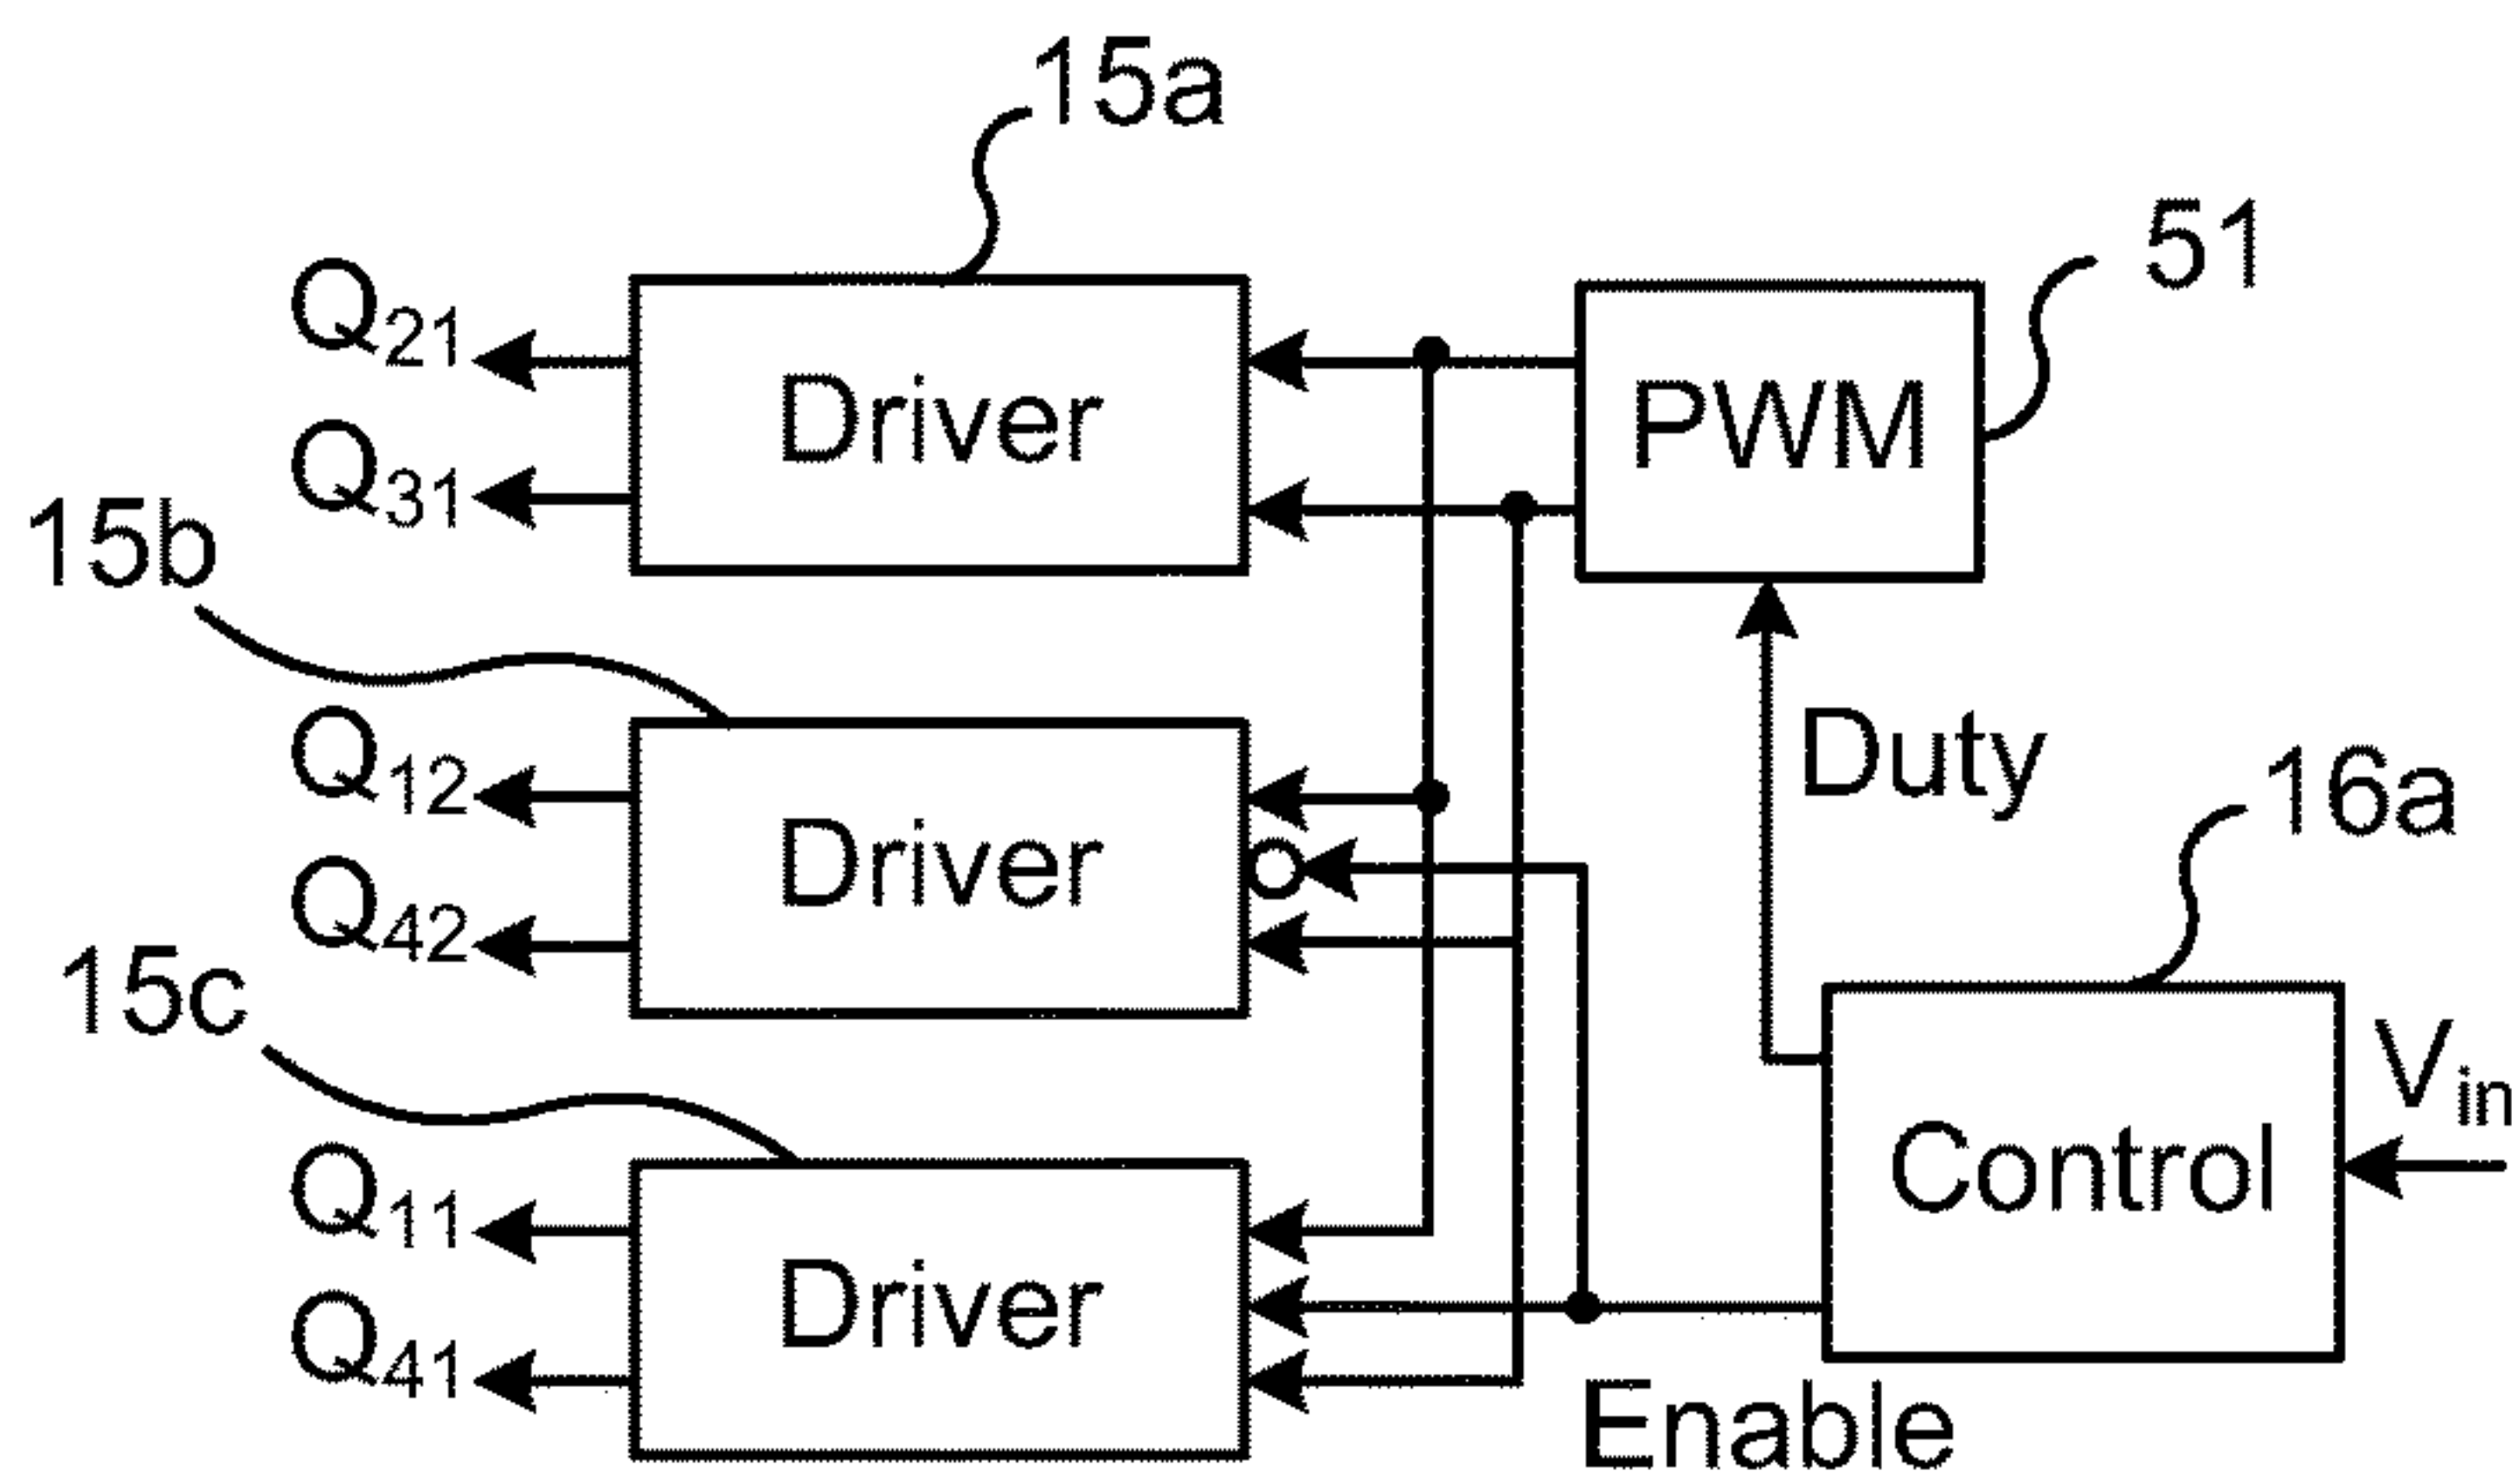 15a
51
Q21
Driver
PWM
Q31
15b
Q12
Duty
16a
Driver
Q42
15c
Vin
Q11
Control
Driver
Q41
Enable